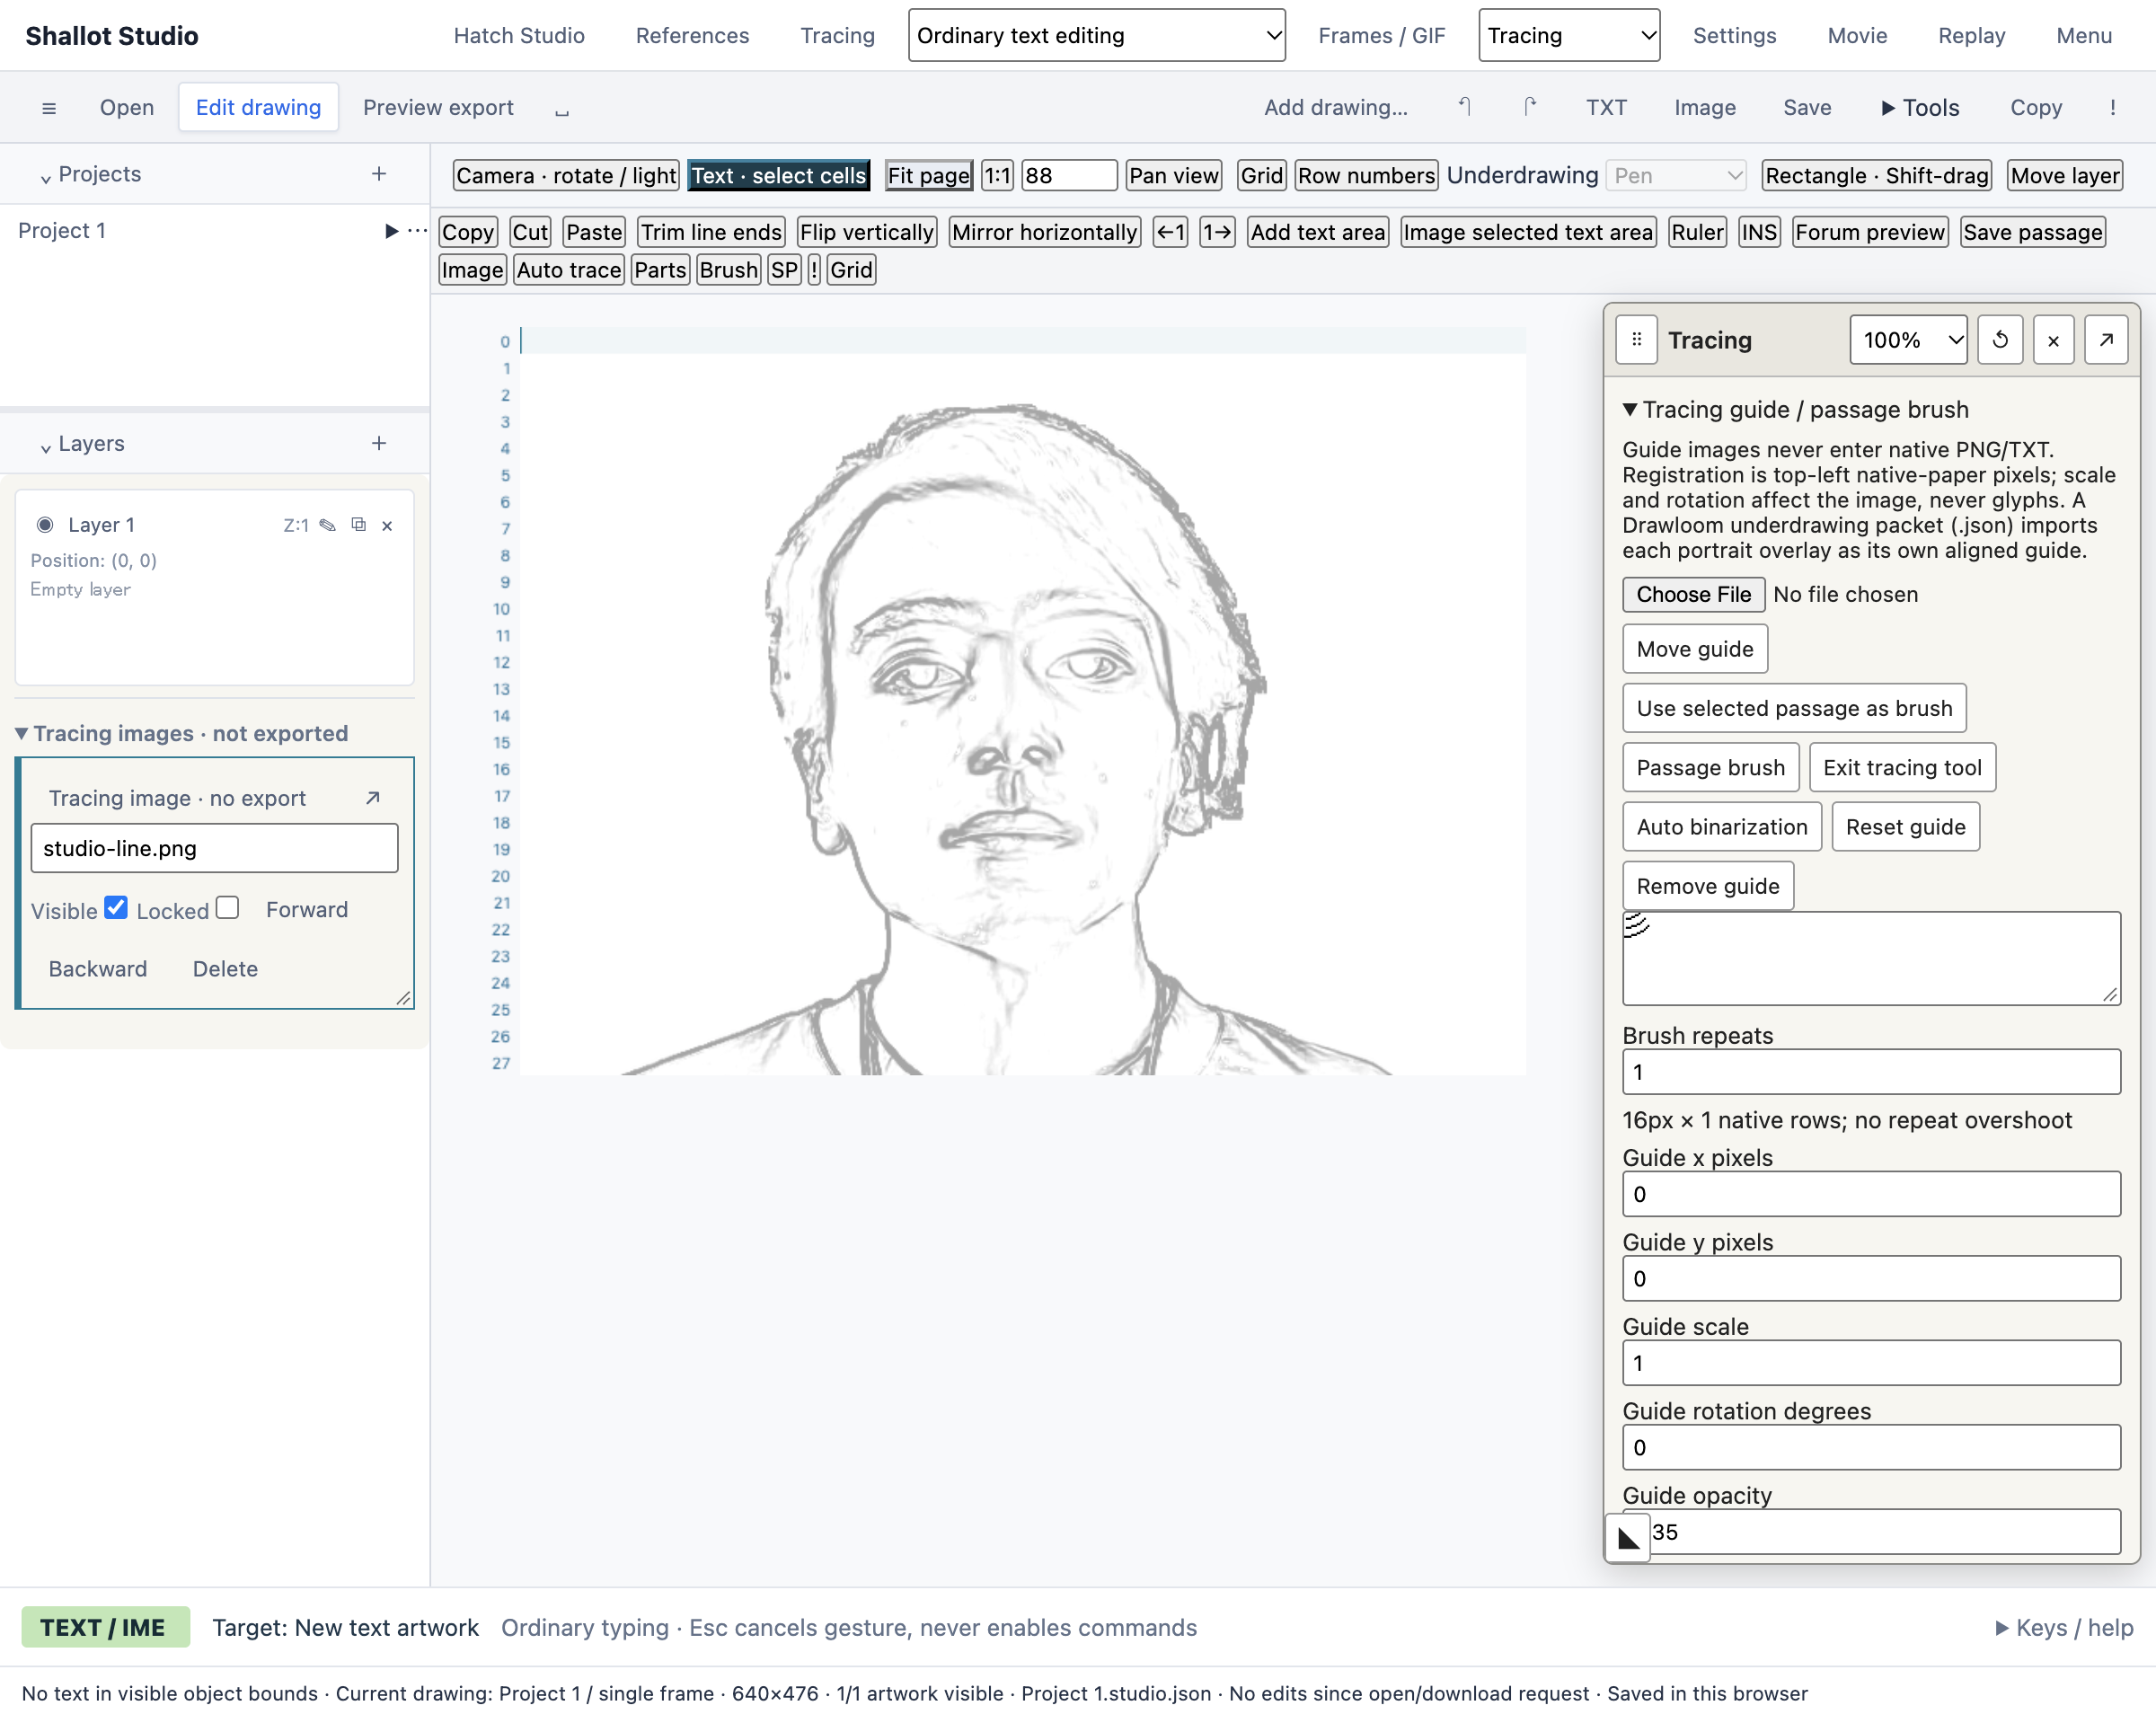 Shallot Studio Hatch Studio References Tracing Ordinary text editing Frames / GIF Tracing Settings Movie Replay Menu
≡ Open Edit drawing Preview export Add drawing... TXT Image Save ▶ Tools Copy !
Projects +
Project 1 ▶ ···
Camera · rotate / light Text · select cells Fit page 1:1 88 Pan view Grid Row numbers Underdrawing Pen Rectangle · Shift-drag Move layer
Copy Cut Paste Trim line ends Flip vertically Mirror horizontally ←1 1→ Add text area Image selected text area Ruler INS Forum preview Save passage
Image Auto trace Parts Brush SP ! Grid
Layers +
Layer 1 Z:1 ✎ ⧉ ×
Position: (0, 0)
Empty layer
▼ Tracing images · not exported
Tracing image · no export ↗
studio-line.png
Visible Locked Forward
Backward Delete
0
1
2
3
4
5
6
7
8
9
10
11
12
13
14
15
16
17
18
19
20
21
22
23
24
25
26
27
Tracing 100% ↺ × ↗
▼ Tracing guide / passage brush
Guide images never enter native PNG/TXT.
Registration is top-left native-paper pixels; scale
and rotation affect the image, never glyphs. A
Drawloom underdrawing packet (.json) imports
each portrait overlay as its own aligned guide.
Choose File No file chosen
Move guide
Use selected passage as brush
Passage brush Exit tracing tool
Auto binarization Reset guide
Remove guide
Brush repeats
1
16px × 1 native rows; no repeat overshoot
Guide x pixels
0
Guide y pixels
0
Guide scale
1
Guide rotation degrees
0
Guide opacity
35
TEXT / IME Target: New text artwork Ordinary typing · Esc cancels gesture, never enables commands ▶ Keys / help
No text in visible object bounds · Current drawing: Project 1 / single frame · 640×476 · 1/1 artwork visible · Project 1.studio.json · No edits since open/download request · Saved in this browser